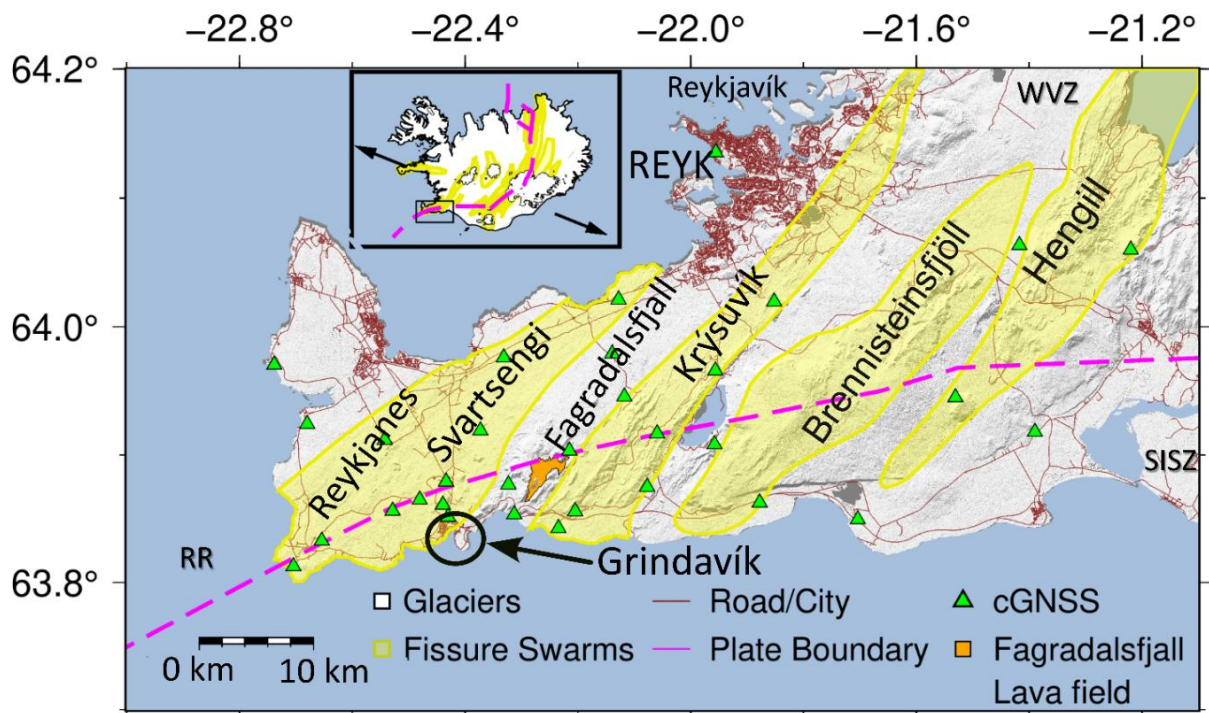 −22.8° −22.4° −22.0° −21.6° −21.2°
64.2°
64.0°
63.8°
Reykjavík
WVZ
REYK
Hengill
Brennisteinsfjöll
Krýsuvík
Fagradalsfjall
Svartsengi
Reykjanes
SISZ
RR
Grindavík
Glaciers
Road/City
cGNSS
Fissure Swarms
Plate Boundary
Fagradalsfjall
Lava field
0 km 10 km